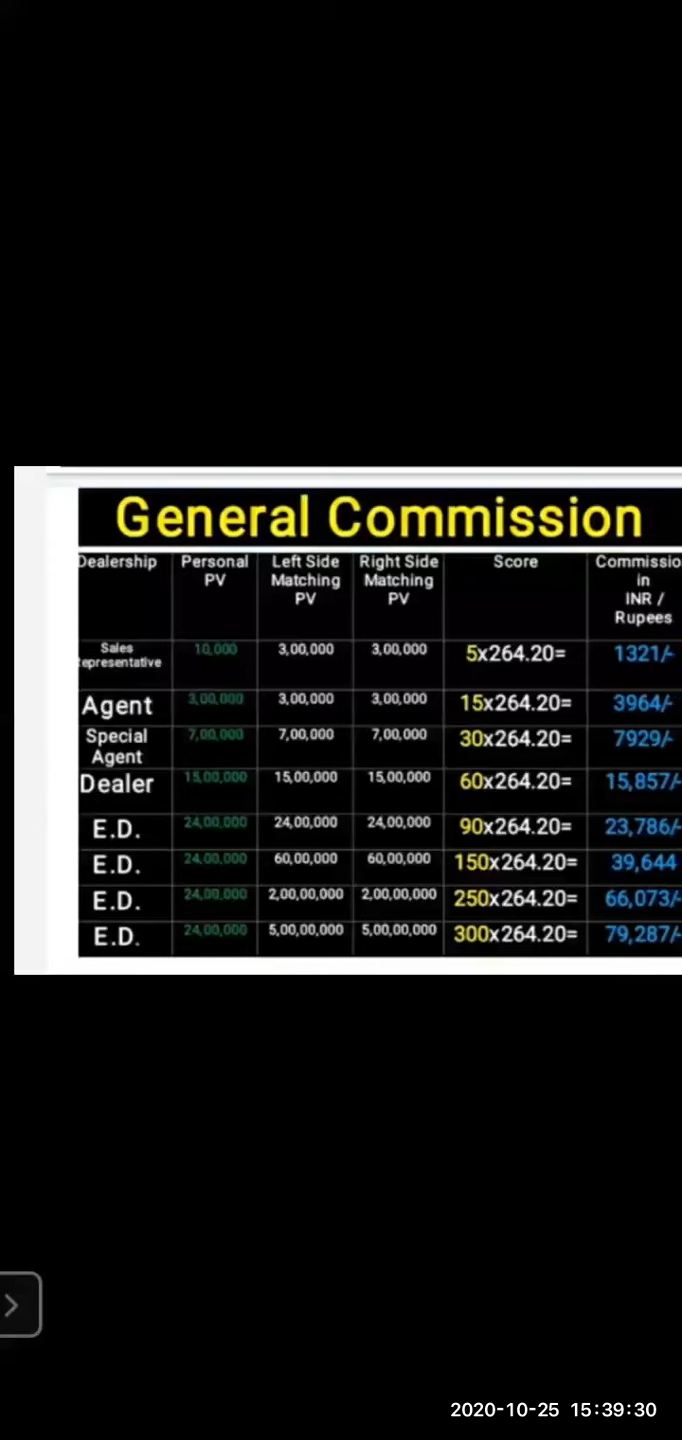 General Commission
Dealership Personal PV Left Side Matching PV Right Side Matching PV Score Commissio in INR / Rupees
Sales epresentative 10,000 3,00,000 3,00,000 5x264.20= 1321/-
Agent 3,00,000 3,00,000 3,00,000 15x264.20= 3964/-
Special Agent 7,00,000 7,00,000 7,00,000 30x264.20= 7929/-
Dealer 15,00,000 15,00,000 15,00,000 60x264.20= 15,857/-
E.D. 24,00,000 24,00,000 24,00,000 90x264.20= 23,786/-
E.D. 24,00,000 60,00,000 60,00,000 150x264.20= 39,644
E.D. 24,00,000 2,00,00,000 2,00,00,000 250x264.20= 66,073/-
E.D. 24,00,000 5,00,00,000 5,00,00,000 300x264.20= 79,287/-
2020-10-25 15:39:30